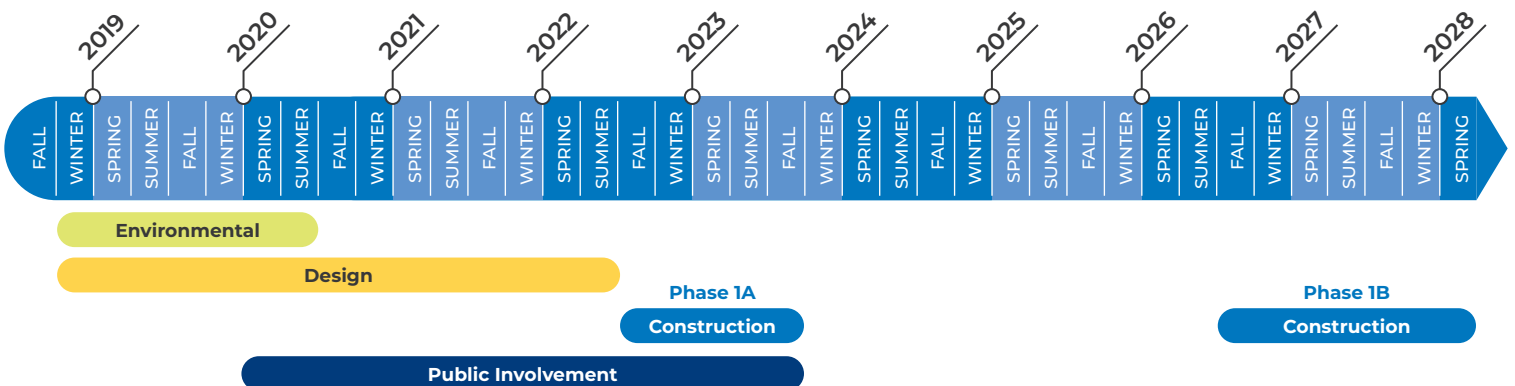 2019 2020 2021 2022 2023 2024 2025 2026 2027 2028
FALL WINTER SPRING SUMMER FALL WINTER SPRING SUMMER FALL WINTER SPRING SUMMER FALL WINTER SPRING SUMMER FALL WINTER SPRING SUMMER FALL WINTER SPRING SUMMER FALL WINTER SPRING SUMMER FALL WINTER SPRING SUMMER FALL WINTER SPRING SUMMER FALL WINTER SPRING
Environmental
Design
Phase 1A Phase 1B
Construction Construction
Public Involvement